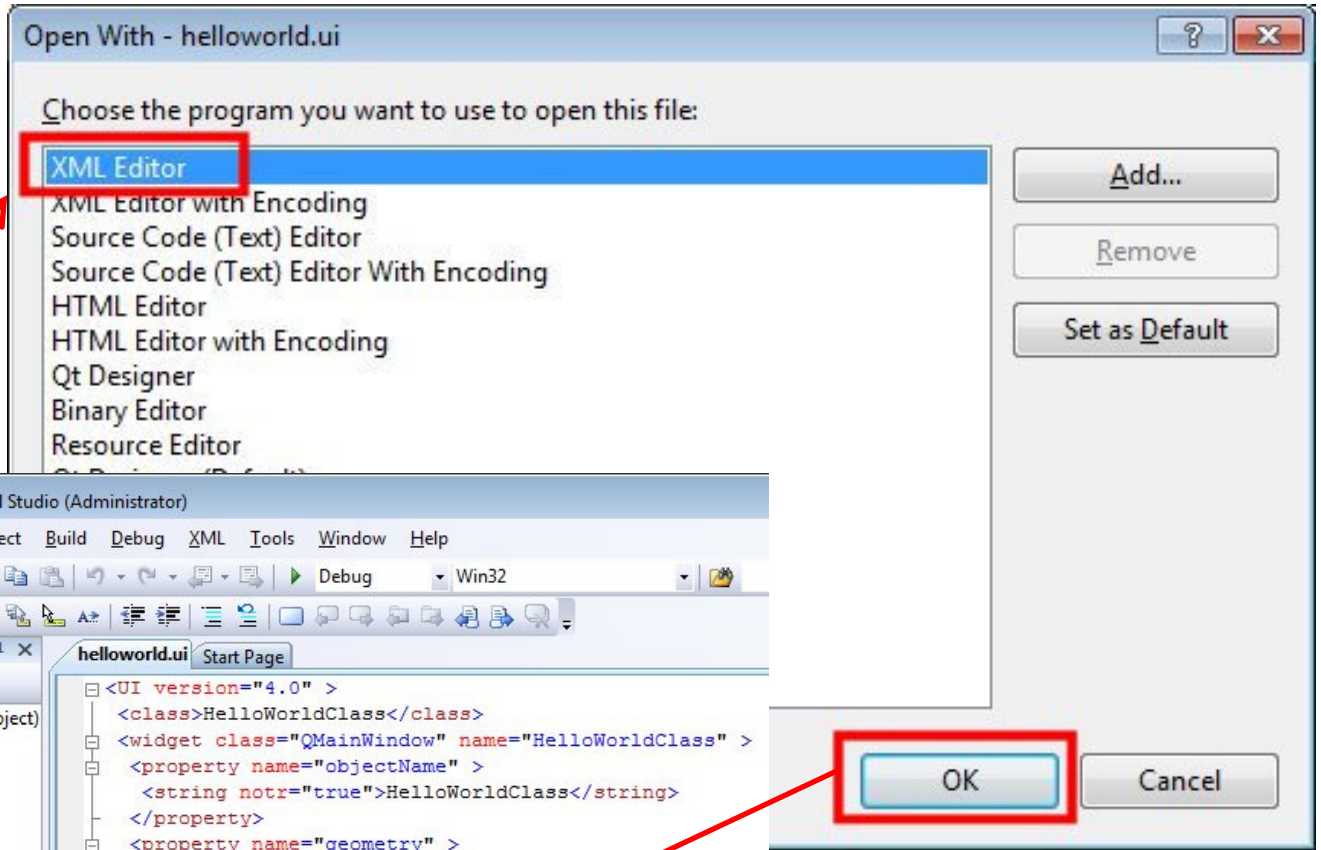 Open With - helloworld.ui
Choose the program you want to use to open this file:
XML Editor
XML Editor with Encoding
Source Code (Text) Editor
Source Code (Text) Editor With Encoding
HTML Editor
HTML Editor with Encoding
Qt Designer
Binary Editor
Resource Editor
Add...
Remove
Set as Default
OK
Cancel
Studio (Administrator)
Build Debug XML Tools Window Help
Debug Win32
helloworld.ui Start Page
<UI version="4.0" >
<class>HelloWorldClass</class>
<widget class="QMainWindow" name="HelloWorldClass" >
<property name="objectName" >
<string notr="true">HelloWorldClass</string>
</property>
<property name="geometry" >